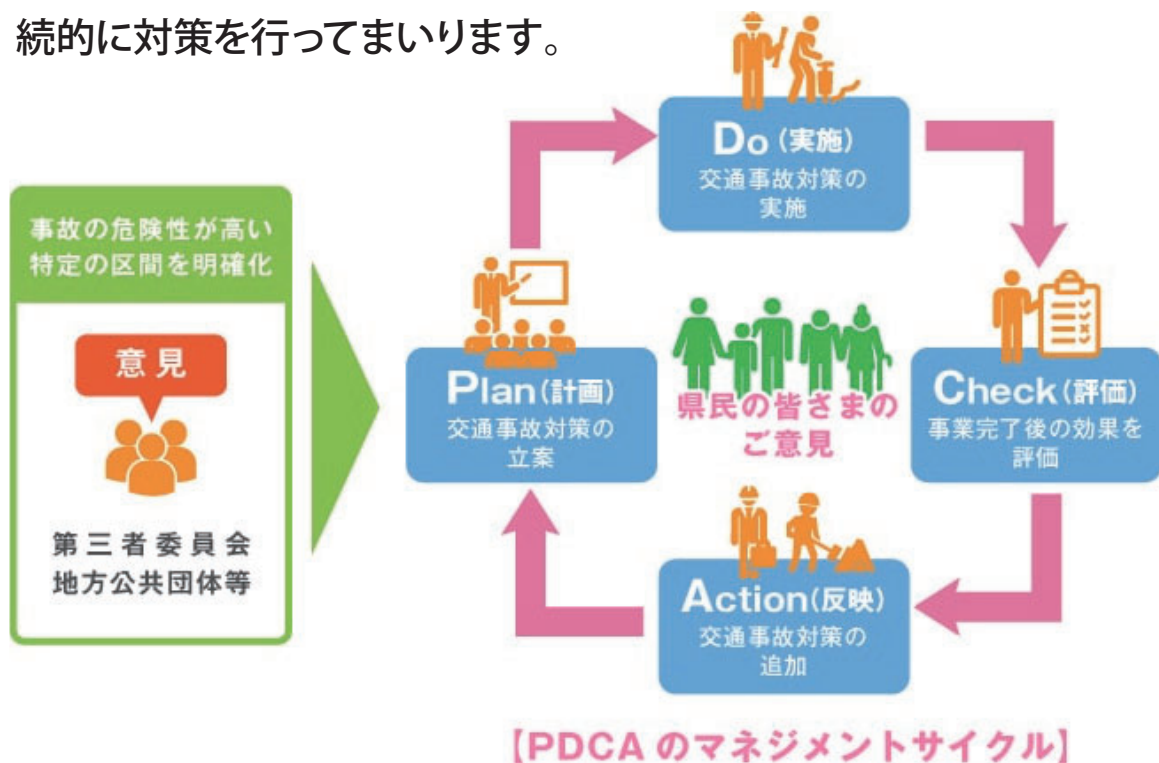 続的に対策を行ってまいります。
事故の危険性が高い
特定の区間を明確化
意見
第三者委員会
地方公共団体等
Plan(計画)
交通事故対策の
立案
Do(実施)
交通事故対策の
実施
Check(評価)
事業完了後の効果を
評価
Action(反映)
交通事故対策の
追加
県民の皆さまの
ご意見
【PDCAのマネジメントサイクル】